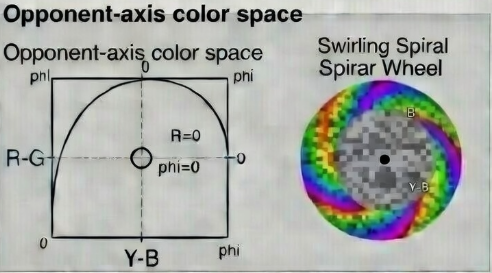 Opponent-axis color space
Opponent-axis color space
0
phl
phi
R=0
R-G
phi=0
0
0
Y-B
phi
Swirling Spiral
Spirar Wheel
B
Y-B